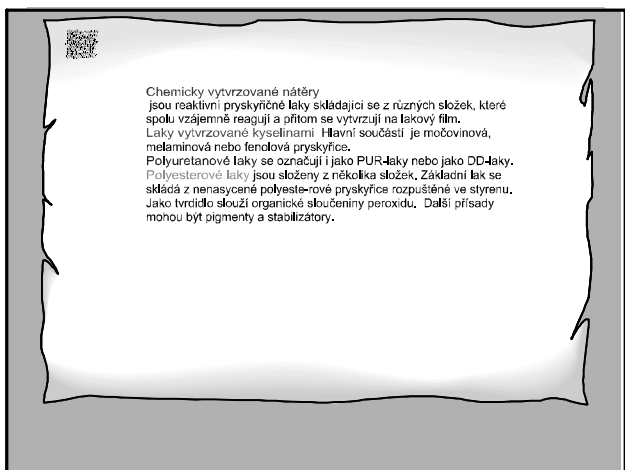 Chemicky vytvrzované nátěry
jsou reaktivní pryskyřičné laky skládající se z různých složek, které
spolu vzájemně reagují a přitom se vytvrzují na lakový film.
Laky vytvrzované kyselinami Hlavní součástí je močovinová,
melaminová nebo fenolová pryskyřice.
Polyuretanové laky se označují i jako PUR-laky nebo jako DD-laky.
Polyesterové laky jsou složeny z několika složek. Základní lak se
skládá z nenasycené polyeste-rové pryskyřice rozpuštěné ve styrenu.
Jako tvrdidlo slouží organické sloučeniny peroxidu. Další přísady
mohou být pigmenty a stabilizátory.